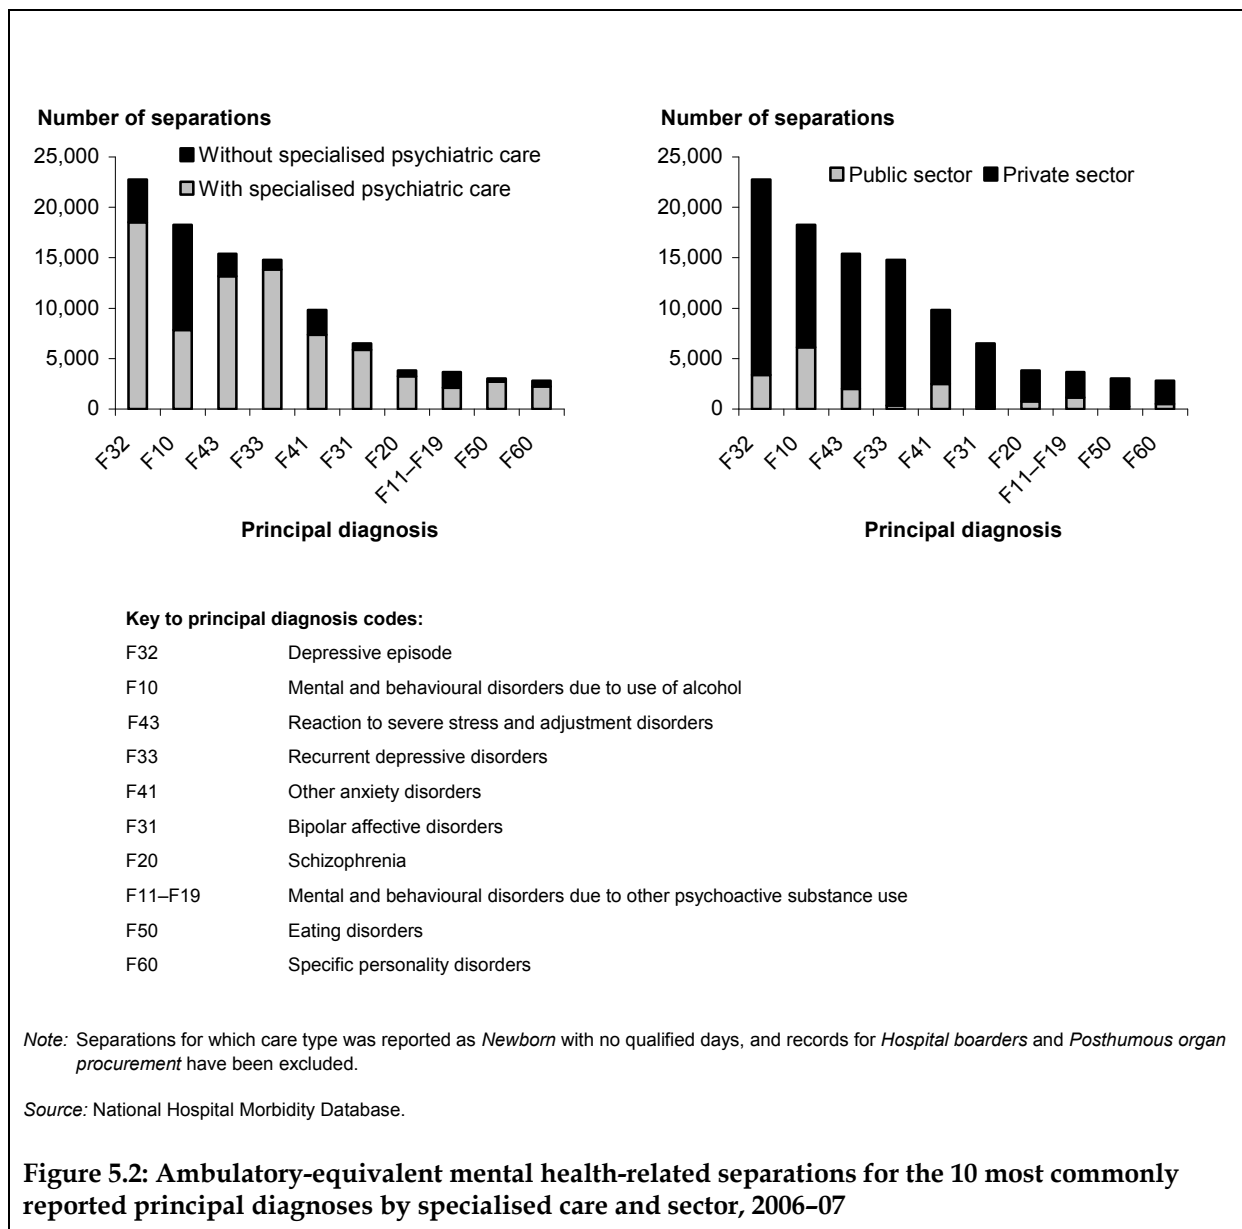 Number of separations
Without specialised psychiatric care
With specialised psychiatric care
25,000
20,000
15,000
10,000
5,000
0
F32
F10
F43
F33
F41
F31
F20
F11–F19
F50
F60
Principal diagnosis
Number of separations
Public sector Private sector
25,000
20,000
15,000
10,000
5,000
0
F32
F10
F43
F33
F41
F31
F20
F11–F19
F50
F60
Principal diagnosis
Key to principal diagnosis codes:
F32 Depressive episode
F10 Mental and behavioural disorders due to use of alcohol
F43 Reaction to severe stress and adjustment disorders
F33 Recurrent depressive disorders
F41 Other anxiety disorders
F31 Bipolar affective disorders
F20 Schizophrenia
F11–F19 Mental and behavioural disorders due to other psychoactive substance use
F50 Eating disorders
F60 Specific personality disorders
Note: Separations for which care type was reported as Newborn with no qualified days, and records for Hospital boarders and Posthumous organ
procurement have been excluded.
Source: National Hospital Morbidity Database.
Figure 5.2: Ambulatory-equivalent mental health-related separations for the 10 most commonly
reported principal diagnoses by specialised care and sector, 2006–07